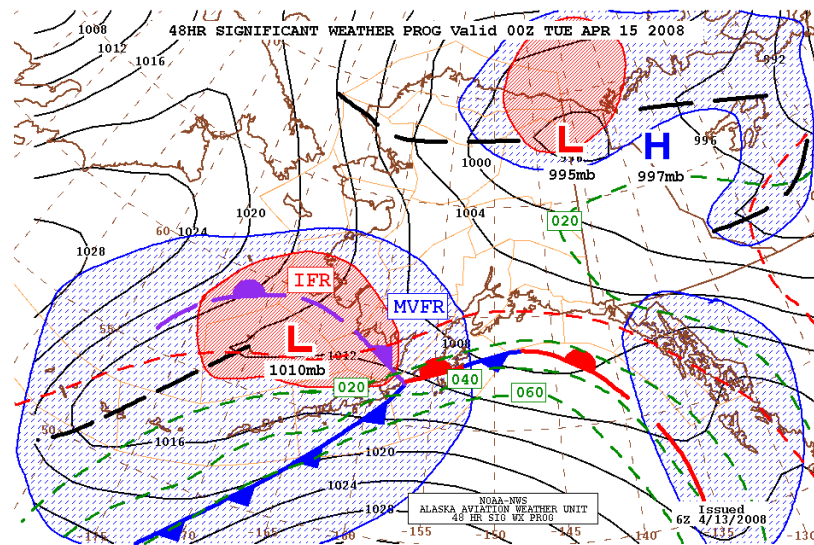 48HR SIGNIFICANT WEATHER PROG Valid 00Z TUE APR 15 2008
1008
1012
1016
992
996
1000
L
995mb
H
997mb
020
1020
1004
1024
60
1028
IFR
MVFR
55
1008
L
1012
1010mb
020
040
060
50
1016
1020
1024
1028
NOAA-NWS
ALASKA AVIATION WEATHER UNIT
48 HR SIG WX PROG
Issued
6Z 4/13/2008
-175
-165
-160
-155
-150
-145
-140
-135
-130